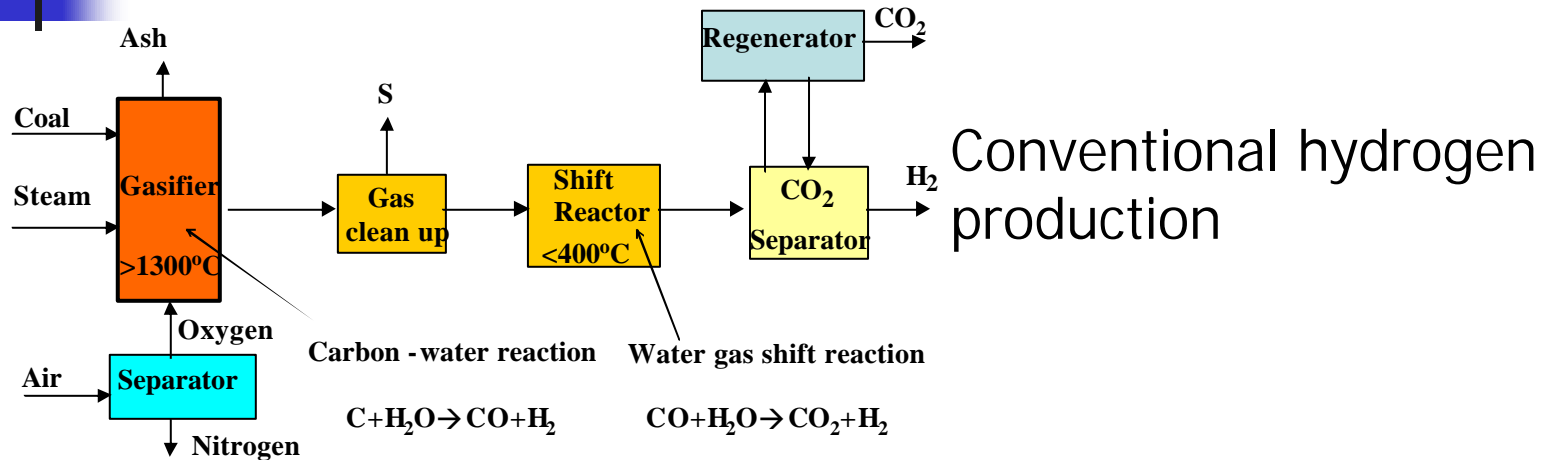 Ash
Coal
Steam
Gasifier
>1300ºC
Oxygen
Air
Separator
Nitrogen
S
Gas
clean up
Shift
Reactor
<400ºC
Regenerator
CO₂
CO₂
Separator
H₂
Conventional hydrogen
production
Carbon - water reaction
C+H₂O→CO+H₂
Water gas shift reaction
CO+H₂O→CO₂+H₂